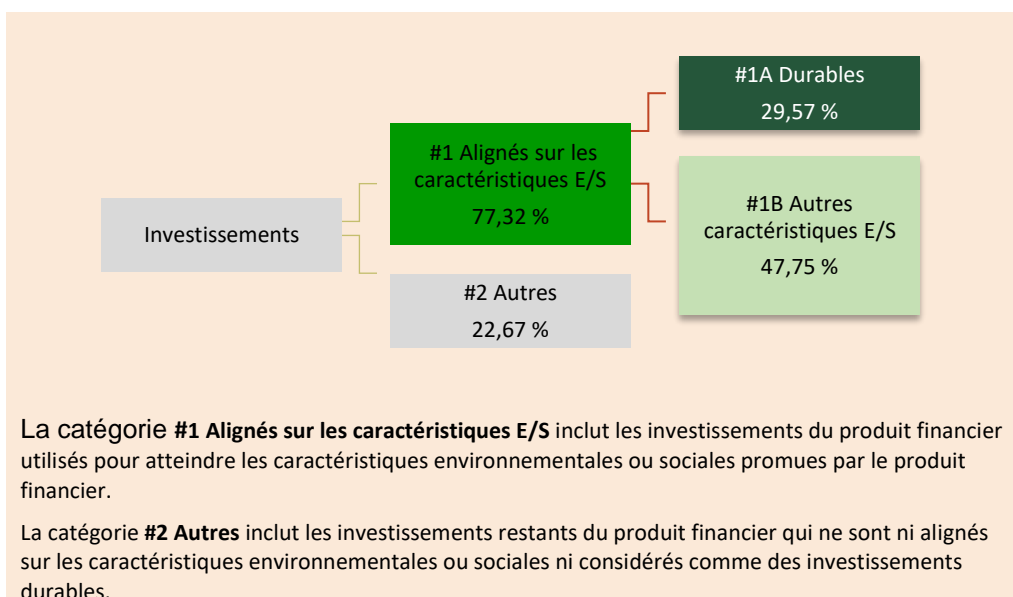 #1A Durables
29,57 %
#1 Alignés sur les
caractéristiques E/S
77,32 %
#1B Autres
caractéristiques E/S
47,75 %
Investissements
#2 Autres
22,67 %
La catégorie #1 Alignés sur les caractéristiques E/S inclut les investissements du produit financier
utilisés pour atteindre les caractéristiques environnementales ou sociales promues par le produit
financier.
La catégorie #2 Autres inclut les investissements restants du produit financier qui ne sont ni alignés
sur les caractéristiques environnementales ou sociales ni considérés comme des investissements
durables.